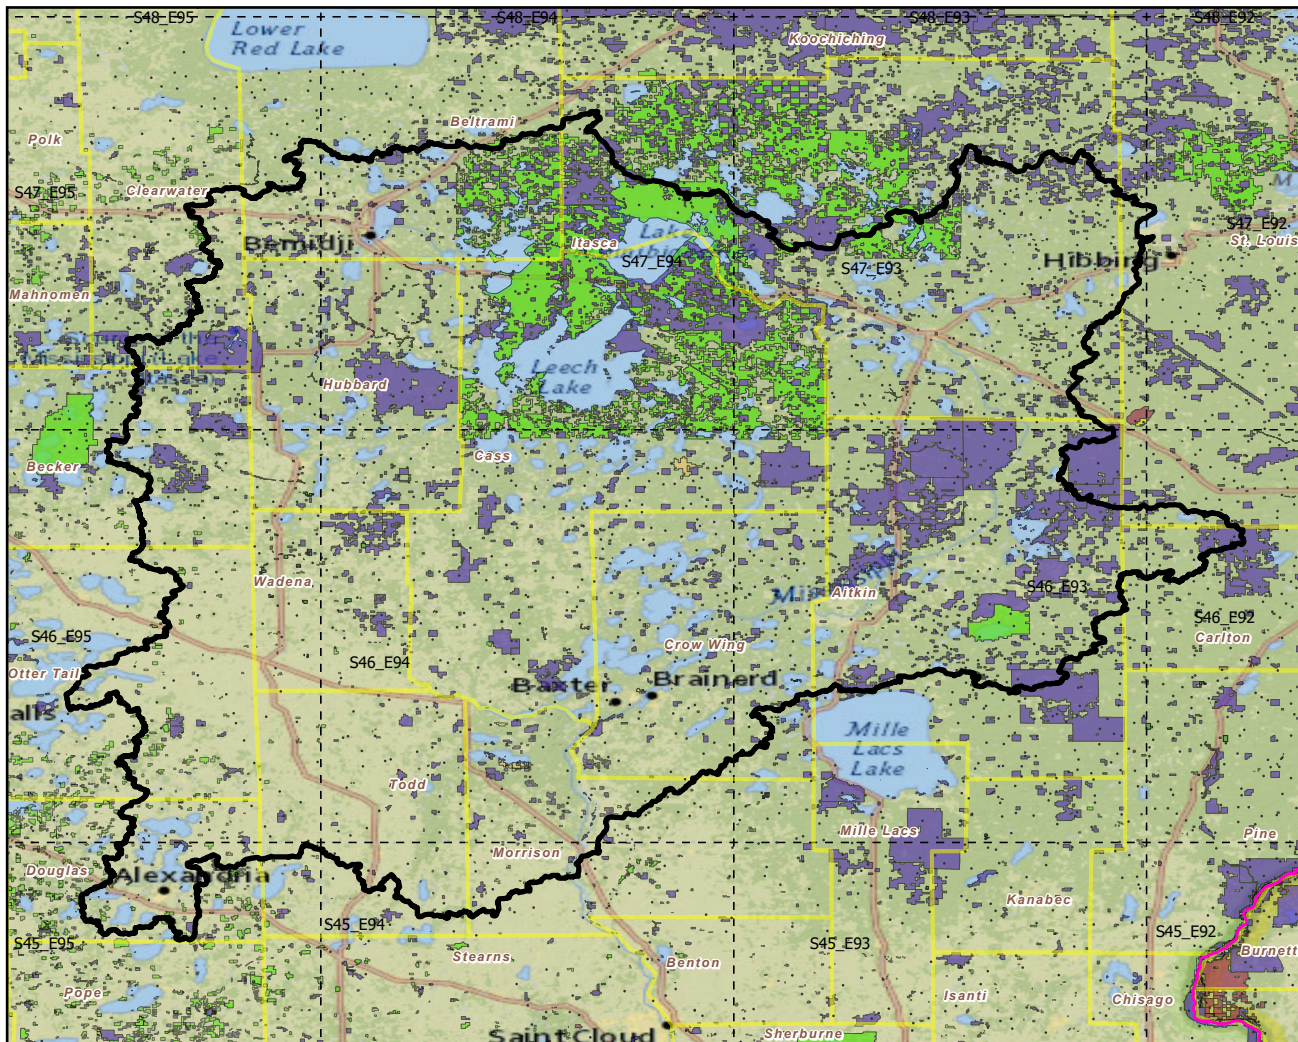 S48_E95
S48_E94
S48_E93
S48_E92
Lower
Red Lake
Koochiching
Beltrami
Polk
S47_E95
Clearwater
S47_E92
St. Louis
Bemidji
Itasca
S47_E94
S47_E93
Hibbing
Mahnomen
Hubbard
Leech
Lake
Becker
Cass
Wadena
Aitkin
S46_E93
S46_E92
Carlton
S46_E95
S46_E94
Crow Wing
Otter Tail
Baxter
Brainerd
alls
Mille
Lacs
Lake
Todd
Mille Lacs
Pine
Morrison
Douglas
Alexandria
Kanabec
S45_E94
S45_E95
S45_E93
S45_E92
Burnett
Stearns
Benton
Pope
Isanti
Chisago
Saint Cloud
Sherburne